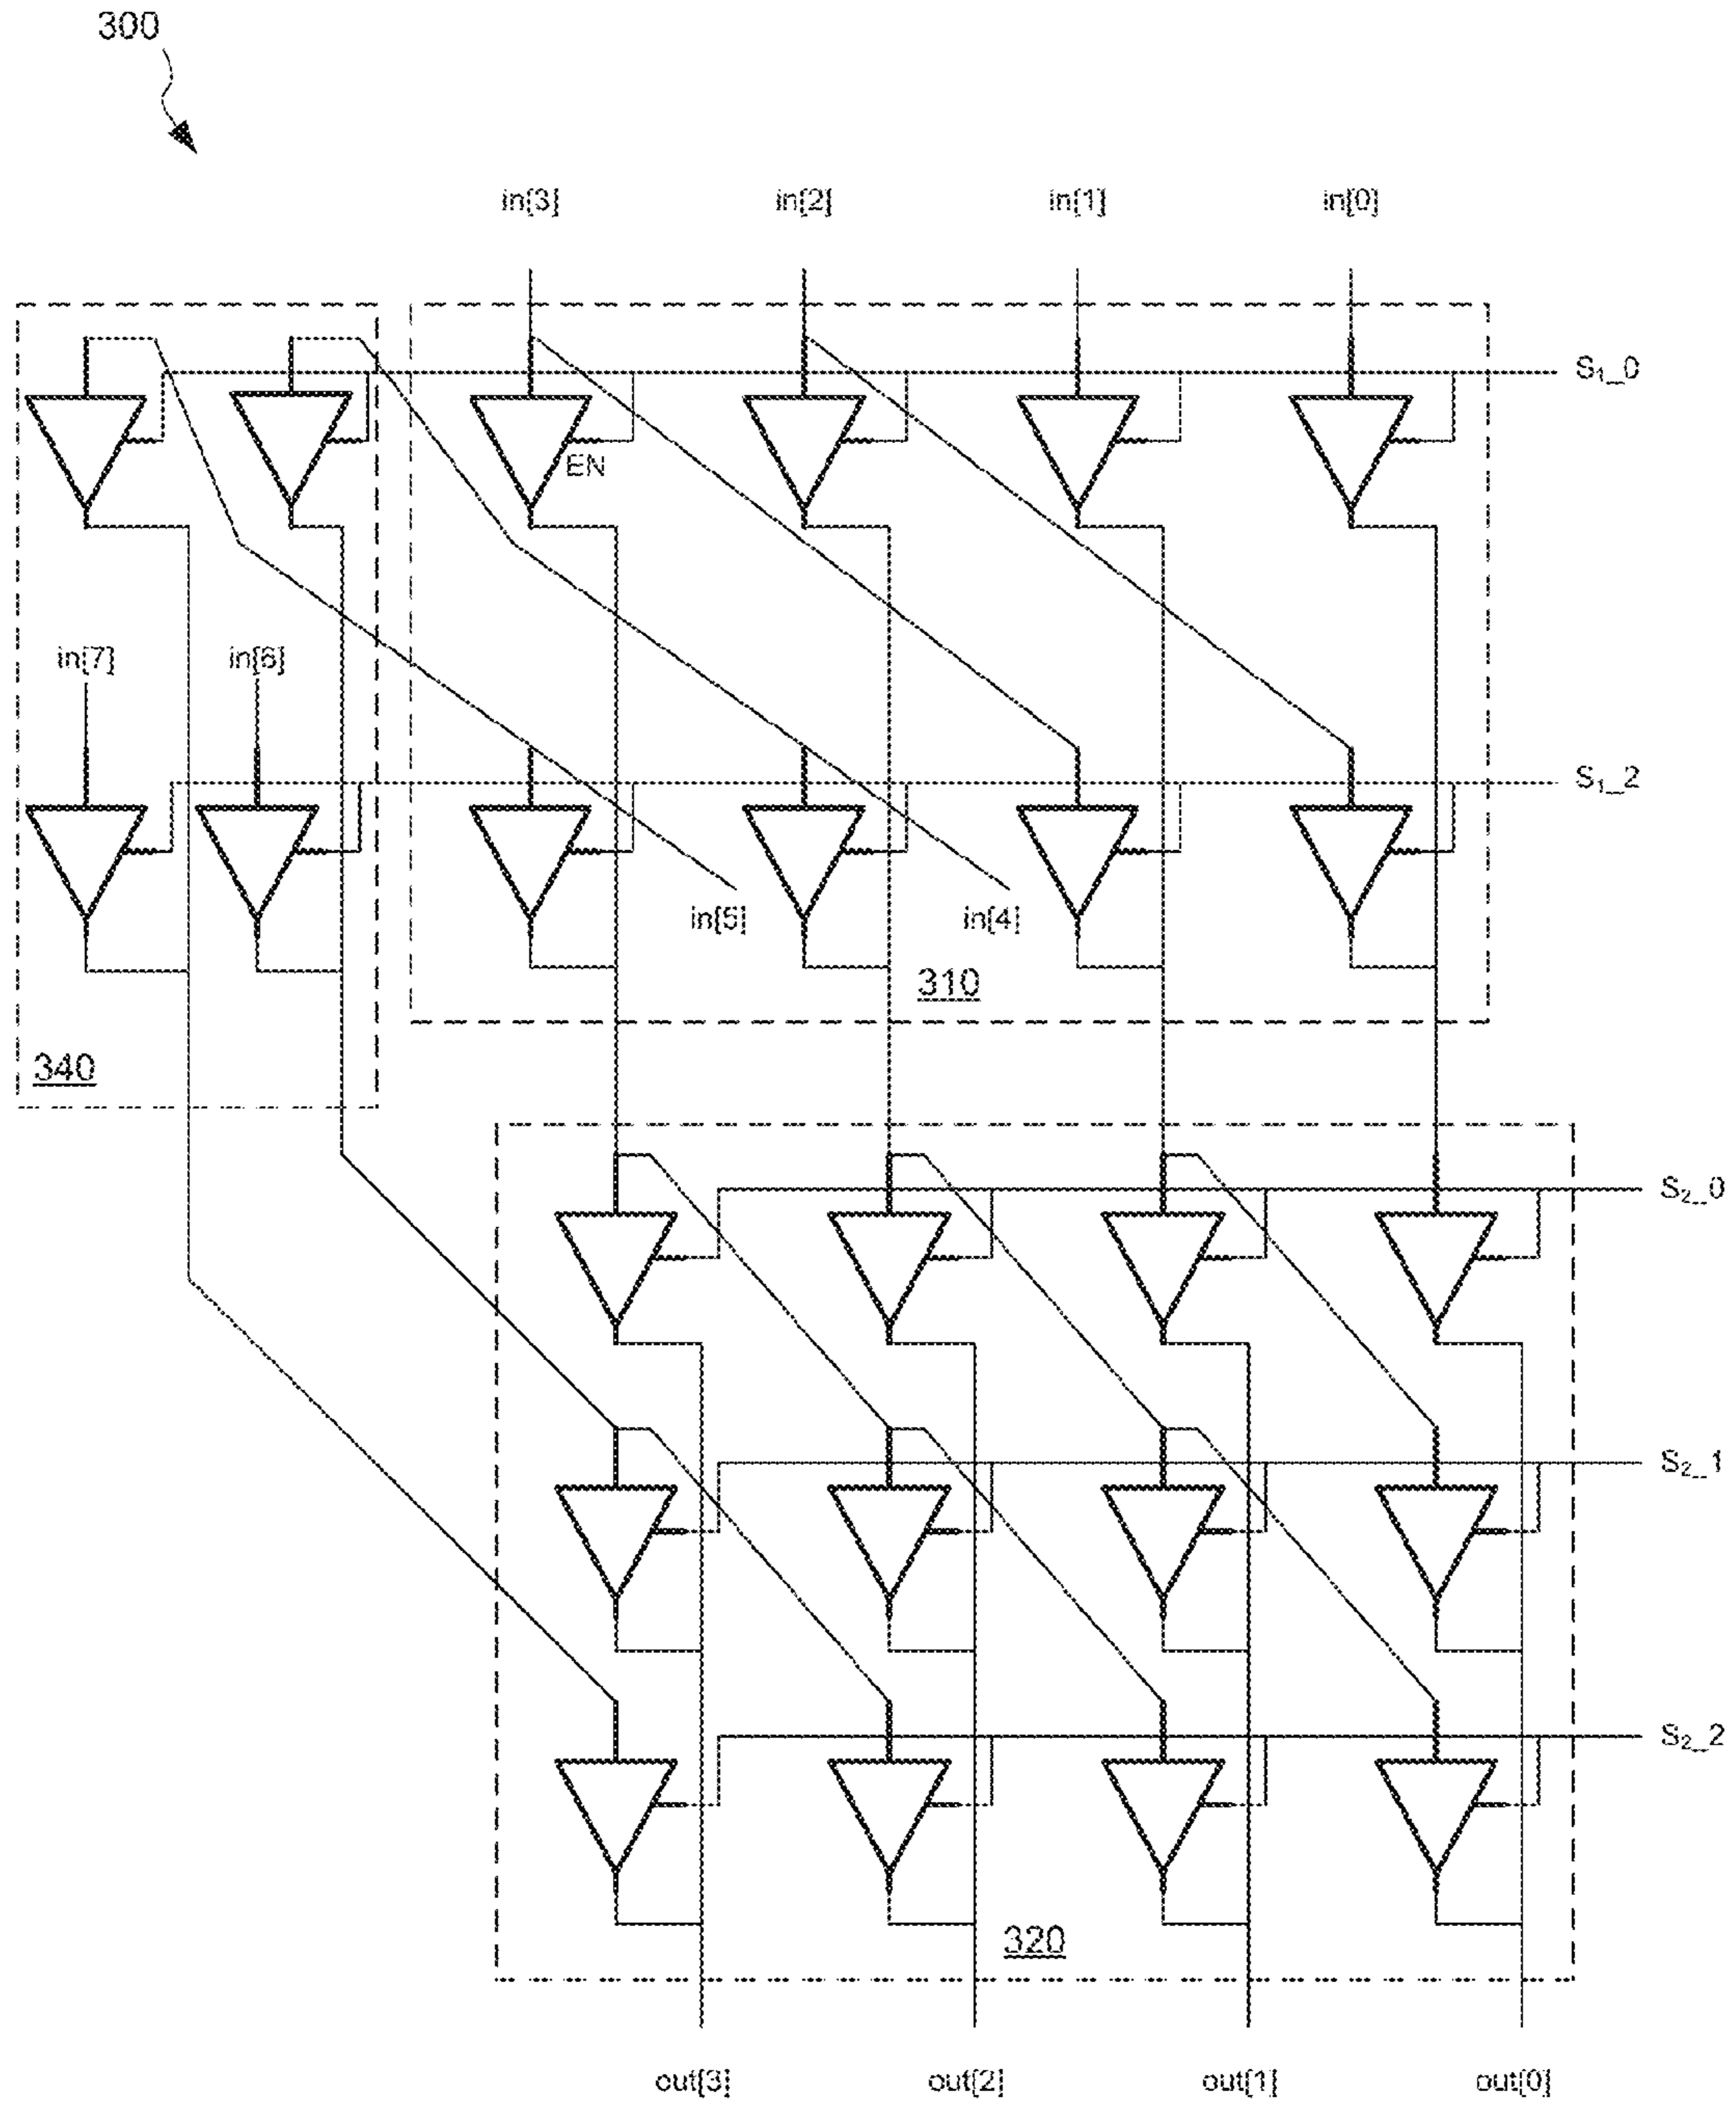 300
in[3] in[2] in[1] in[0]
S₁_0
EN
in[7] in[6]
S₁_2
in[5] in[4]
310
340
S₂_0
S₂_1
S₂_2
320
out[3] out[2] out[1] out[0]